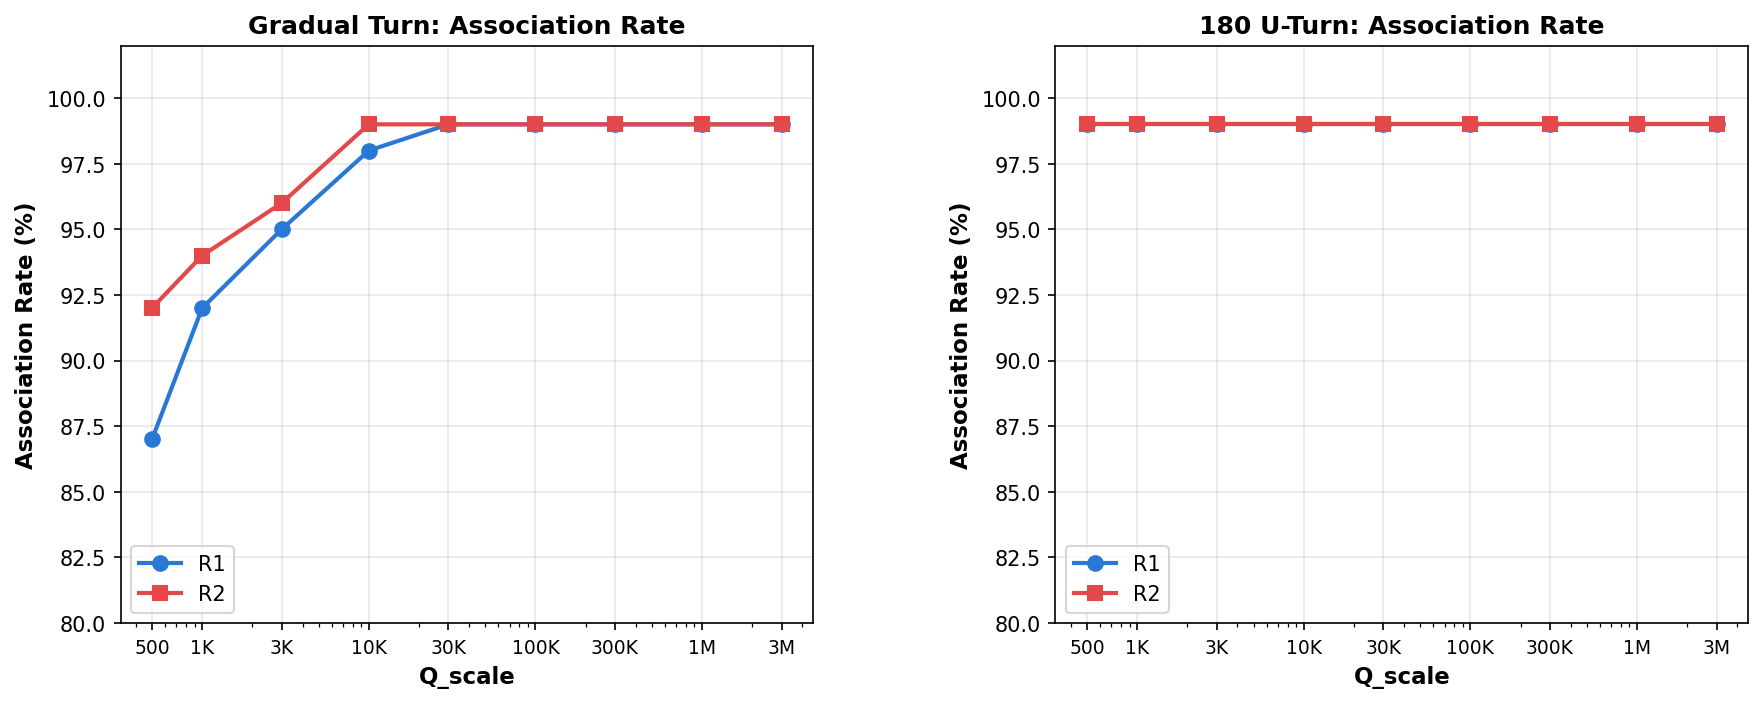 Gradual Turn: Association Rate
Association Rate (%)
100.0
97.5
95.0
92.5
90.0
87.5
85.0
82.5
80.0
R1
R2
500 1K 3K 10K 30K 100K 300K 1M 3M
Q_scale
180 U-Turn: Association Rate
Association Rate (%)
100.0
97.5
95.0
92.5
90.0
87.5
85.0
82.5
80.0
R1
R2
500 1K 3K 10K 30K 100K 300K 1M 3M
Q_scale